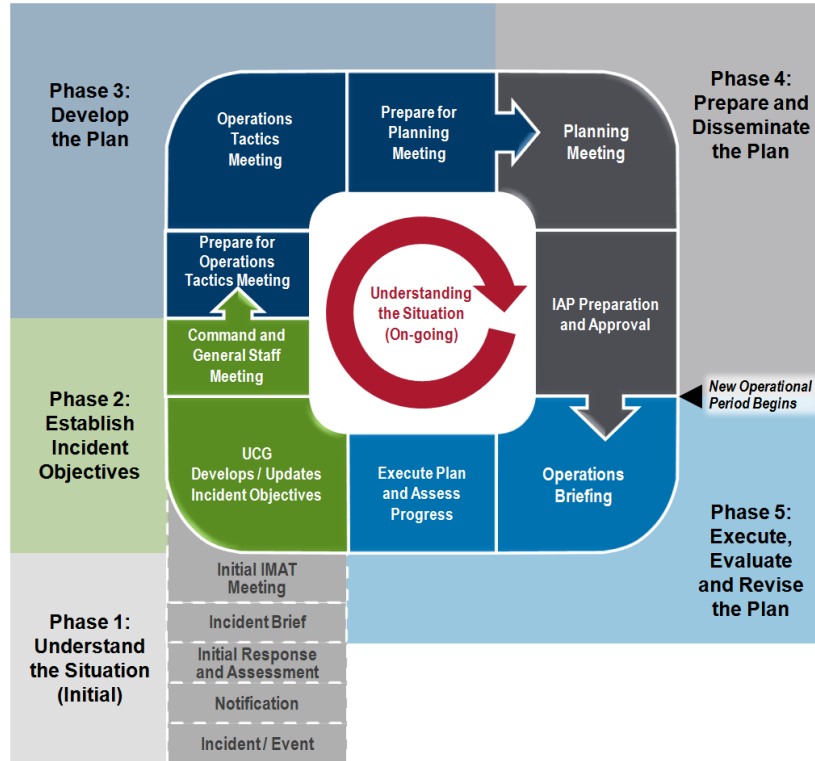 Phase 3:
Develop
the Plan
Operations
Tactics
Meeting
Prepare for
Planning
Meeting
Planning
Meeting
Phase 4:
Prepare and
Disseminate
the Plan
Prepare for
Operations
Tactics Meeting
Understanding
the Situation
(On-going)
IAP Preparation
and Approval
Command and
General Staff
Meeting
New Operational
Period Begins
Phase 2:
Establish
Incident
Objectives
UCG
Develops / Updates
Incident Objectives
Execute Plan
and Assess
Progress
Operations
Briefing
Phase 5:
Execute,
Evaluate
and Revise
the Plan
Phase 1:
Understand
the Situation
(Initial)
Initial IMAT
Meeting
Incident Brief
Initial Response
and Assessment
Notification
Incident / Event